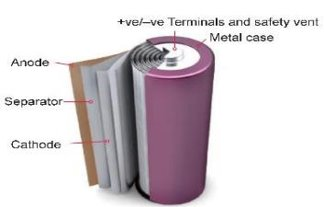 +ve/–ve Terminals and safety vent
Metal case
Anode
Separator
Cathode